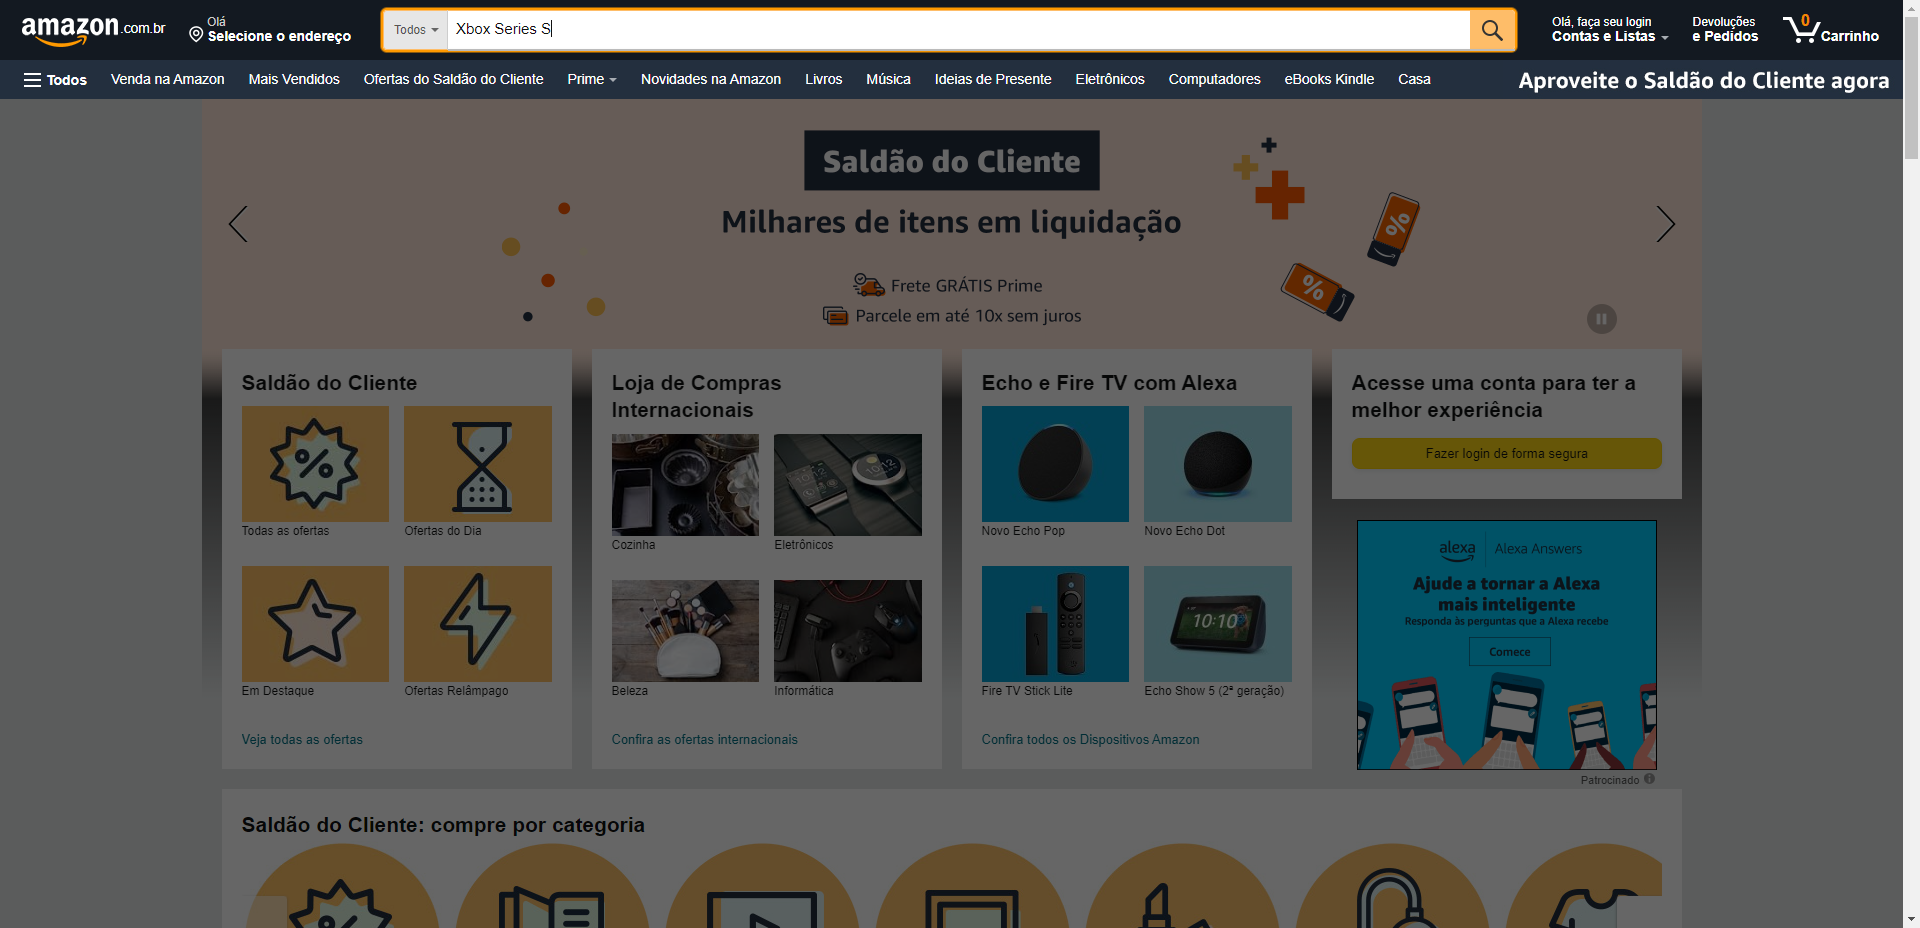 amazon.com.br
Olá
Selecione o endereço
Todos
Xbox Series S
Olá, faça seu login
Contas e Listas
Devoluções
e Pedidos
0
Carrinho
Todos
Venda na Amazon
Mais Vendidos
Ofertas do Saldão do Cliente
Prime
Novidades na Amazon
Livros
Música
Ideias de Presente
Eletrônicos
Computadores
eBooks Kindle
Casa
Aproveite o Saldão do Cliente agora
Saldão do Cliente
Milhares de itens em liquidação
Frete GRÁTIS Prime
Parcele em até 10x sem juros
%
%
Saldão do Cliente
%
Todas as ofertas
Ofertas do Dia
Em Destaque
Ofertas Relâmpago
Veja todas as ofertas
Loja de Compras
Internacionais
10:12
Cozinha
Eletrônicos
Beleza
Informática
Confira as ofertas internacionais
Echo e Fire TV com Alexa
Novo Echo Pop
Novo Echo Dot
10:10
Fire TV Stick Lite
Echo Show 5 (2ª geração)
Confira todos os Dispositivos Amazon
Acesse uma conta para ter a
melhor experiência
Fazer login de forma segura
alexa
Alexa Answers
Ajude a tornar a Alexa
mais inteligente
Responda às perguntas que a Alexa recebe
Comece
Patrocinado
Saldão do Cliente: compre por categoria